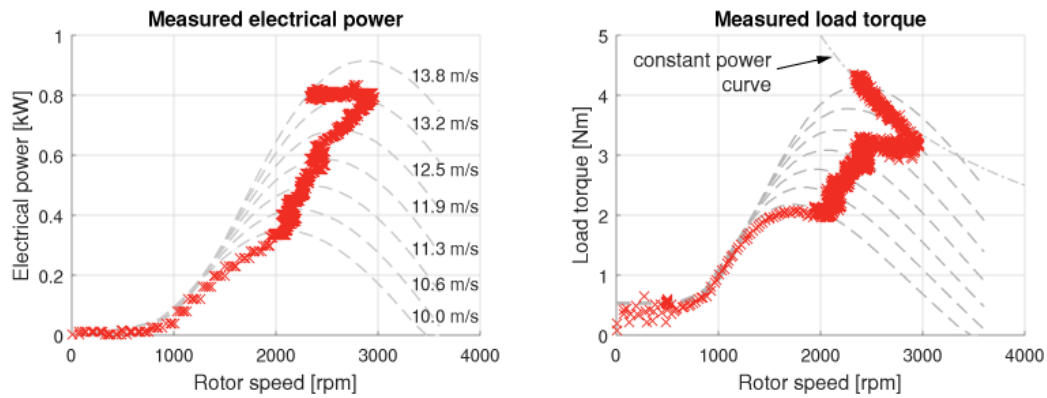 Measured electrical power
1
0.8
0.6
0.4
0.2
0
Electrical power [kW]
13.8 m/s
13.2 m/s
12.5 m/s
11.9 m/s
11.3 m/s
10.6 m/s
10.0 m/s
0 1000 2000 3000 4000
Rotor speed [rpm]
Measured load torque
5
4
3
2
1
0
Load torque [Nm]
constant power
curve
0 1000 2000 3000 4000
Rotor speed [rpm]